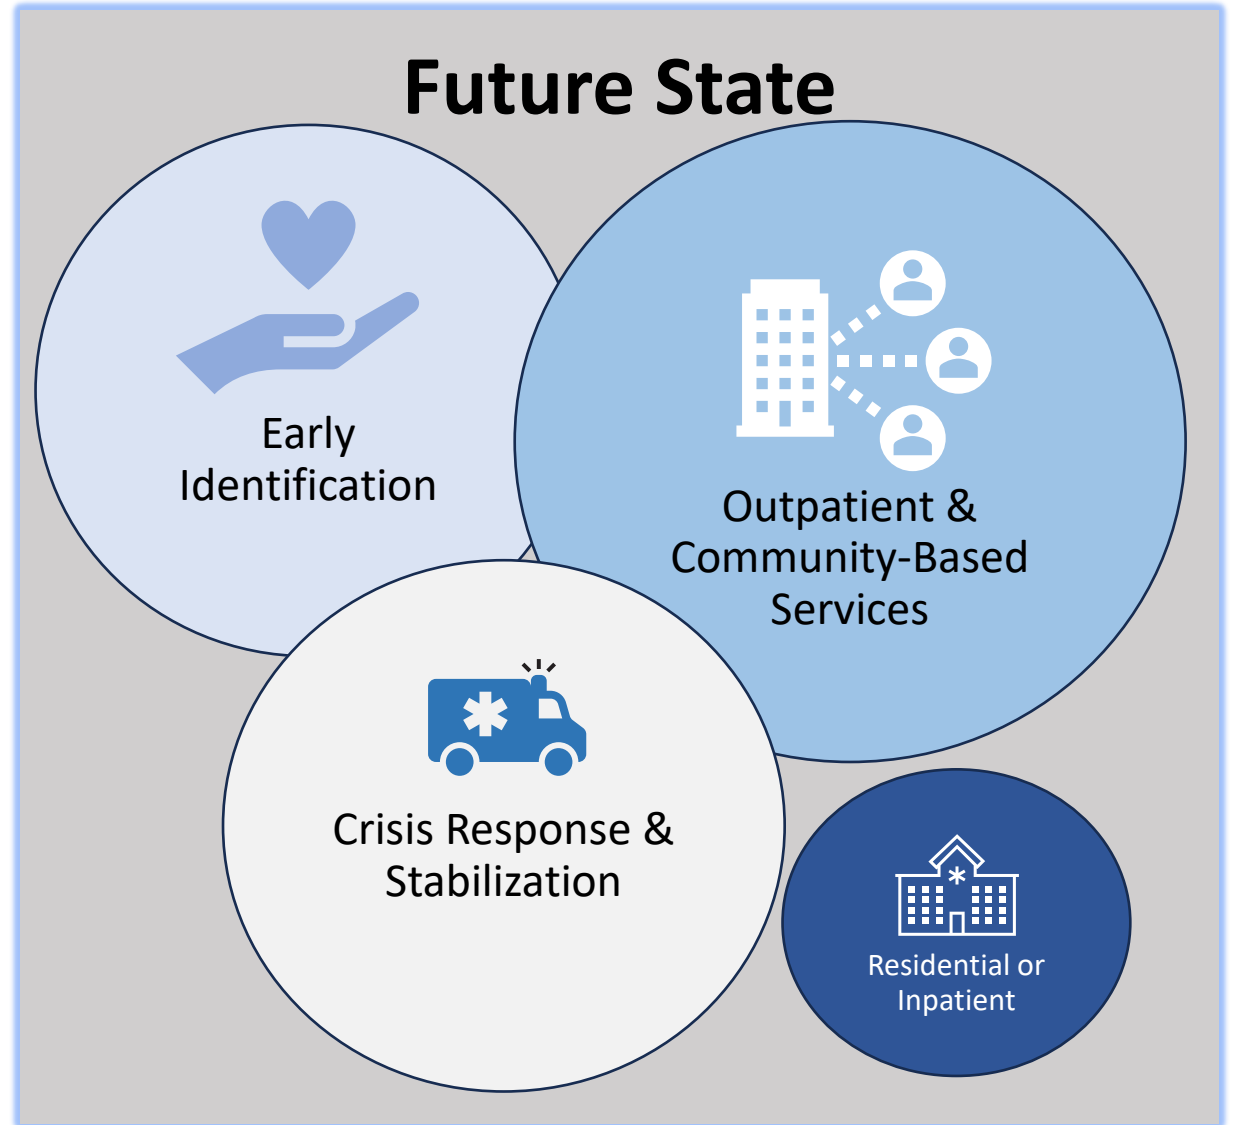 Future State
Early
Identification
Outpatient &
Community-Based
Services
Crisis Response &
Stabilization
Residential or
Inpatient